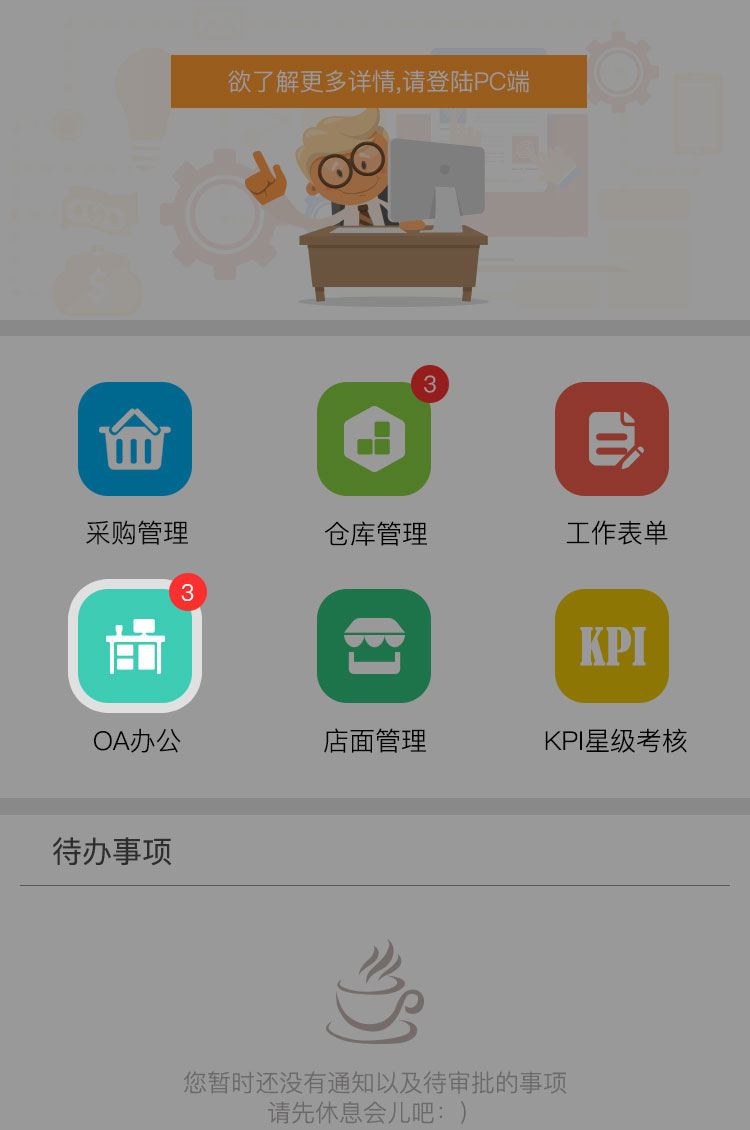 欲了解更多详情,请登陆PC端
3
采购管理
仓库管理
工作表单
3
KPI
OA办公
店面管理
KPI星级考核
待办事项
您暂时还没有通知以及待审批的事项
请先休息会儿吧：)